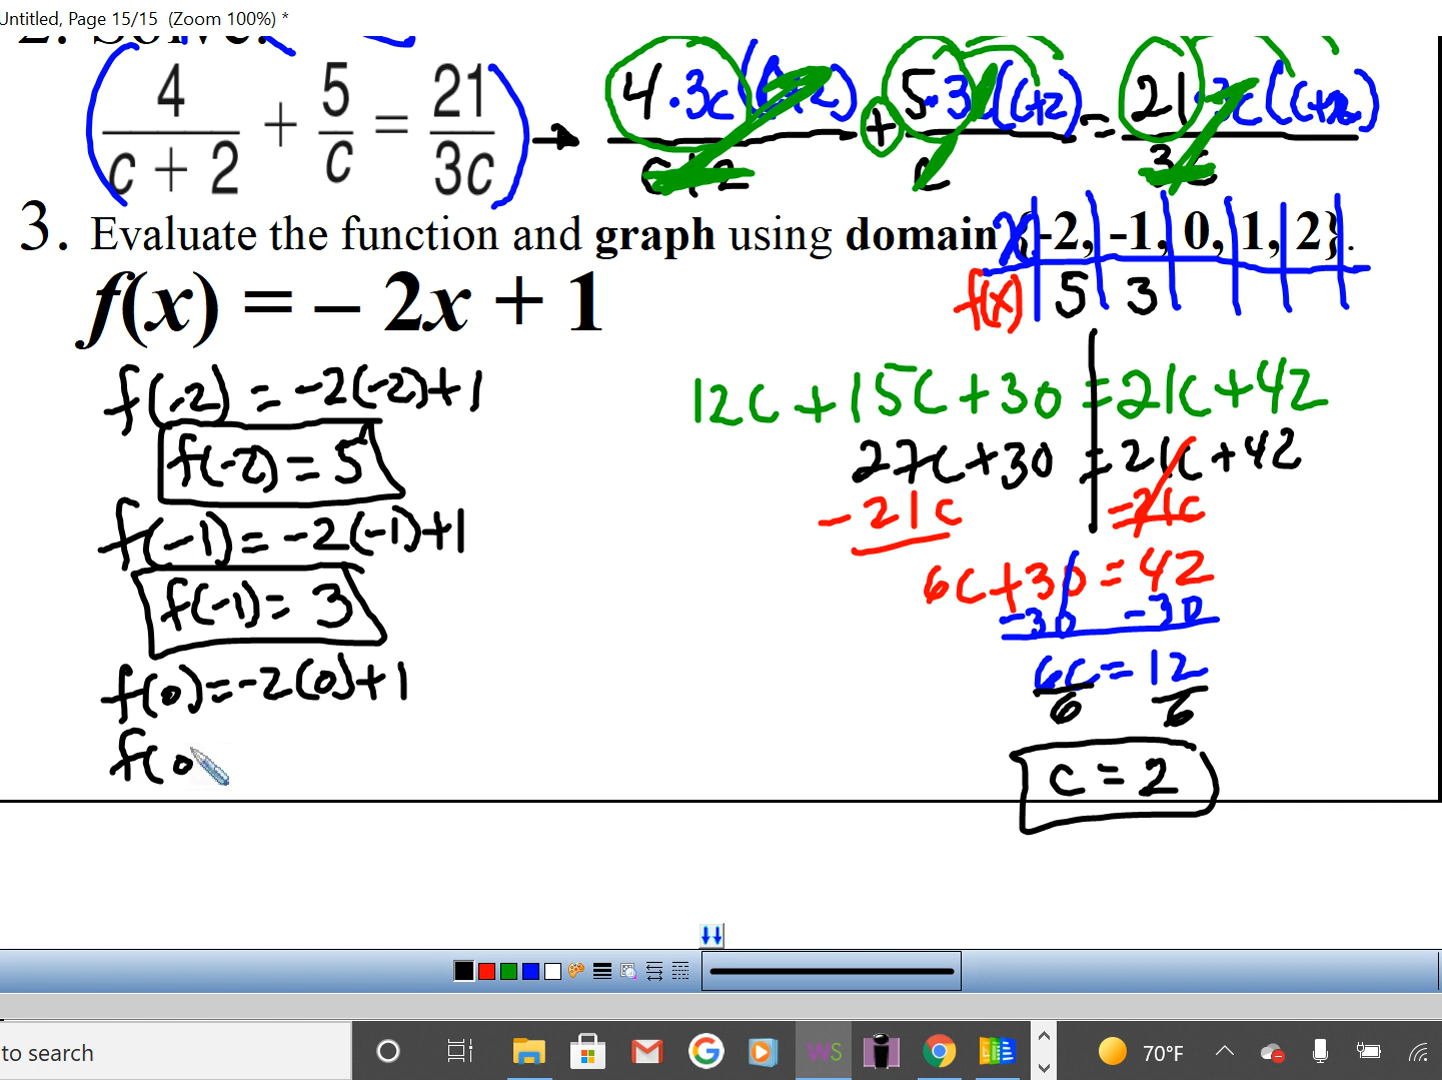 Untitled, Page 15/15 (Zoom 100%) *
2. Solve.
4/(c + 2) + 5/c = 21/3c → 4·3c(c+2)/(c+2) + 5·3c(c+2)/c = 21·3c(c+2)/3c
3. Evaluate the function and graph using domain {-2, -1, 0, 1, 2}.
x
f(x) = – 2x + 1
f(x) 5 3
f(-2) = -2(-2)+1
f(-2) = 5
f(-1) = -2(-1)+1
f(-1) = 3
f(0) = -2(0)+1
f(0
12c + 15c + 30 = 21c + 42
27c + 30 = 21c + 42
-21c -21c
6c + 30 = 42
-30 -30
6c = 12
6 6
c = 2
to search
70°F